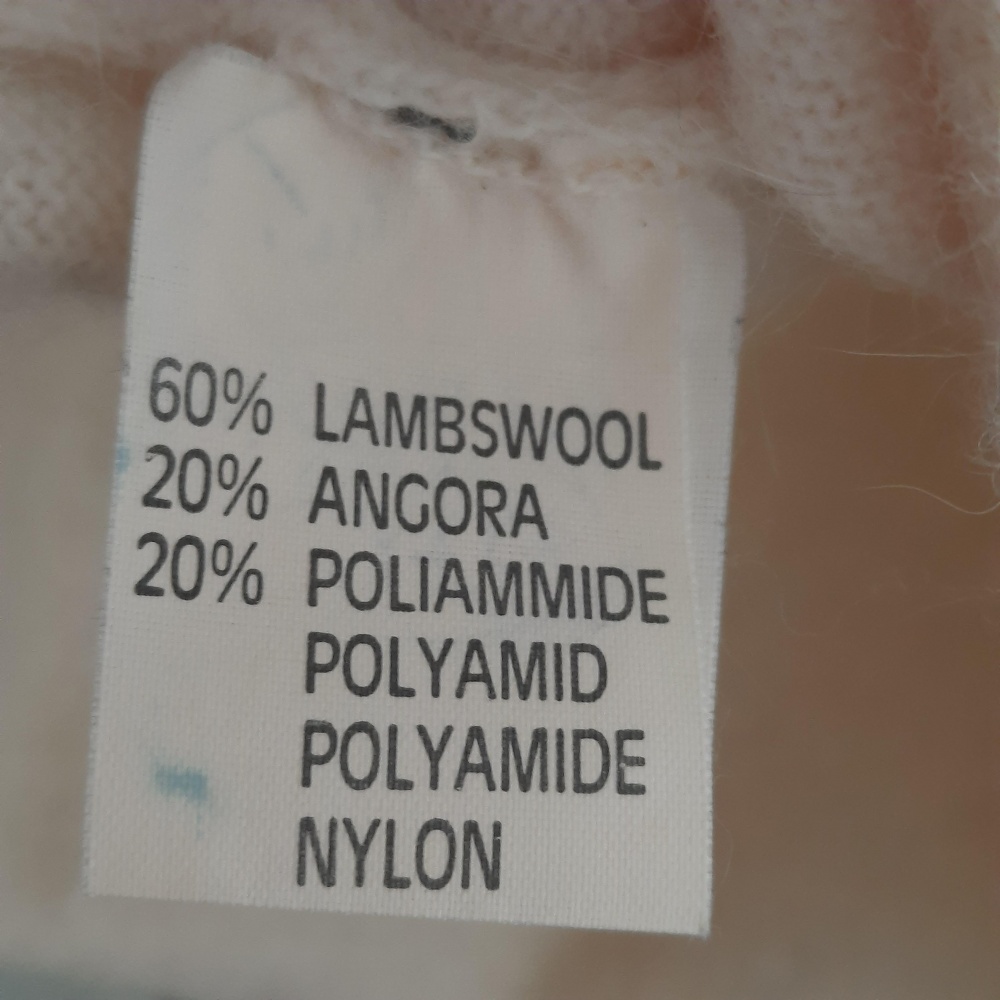 60% LAMBSWOOL
20% ANGORA
20% POLIAMMIDE
POLYAMID
POLYAMIDE
NYLON